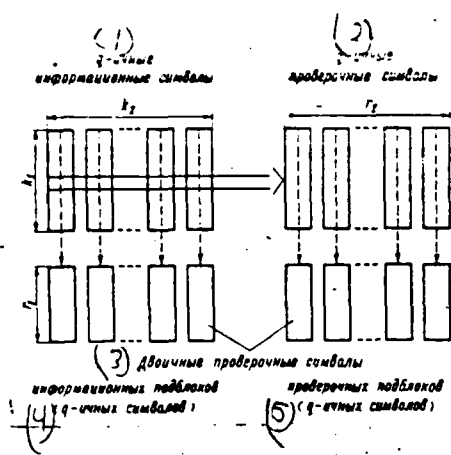 (1) (2)
q-ичные q-ичные
информационные символы проверочные символы
k₂ r₂
k₁
r₁
(3) Двоичные проверочные символы
информационных подблоков проверочных подблоков
(4) (q-ичных символов) (5) (q-ичных символов)